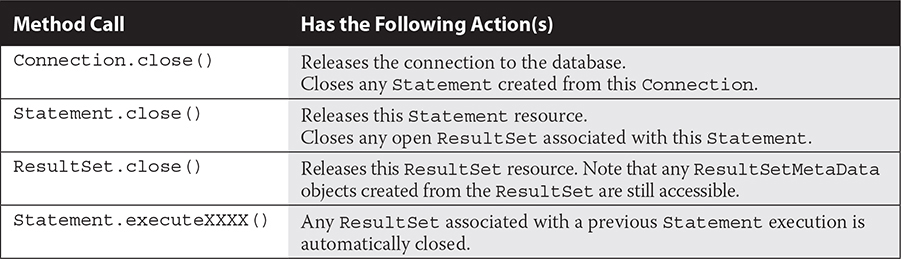 Method Call
Has the Following Action(s)
Connection.close()
Releases the connection to the database.
Closes any Statement created from this Connection.
Statement.close()
Releases this Statement resource.
Closes any open ResultSet associated with this Statement.
ResultSet.close()
Releases this ResultSet resource. Note that any ResultSetMetaData
objects created from the ResultSet are still accessible.
Statement.executeXXXX()
Any ResultSet associated with a previous Statement execution is
automatically closed.